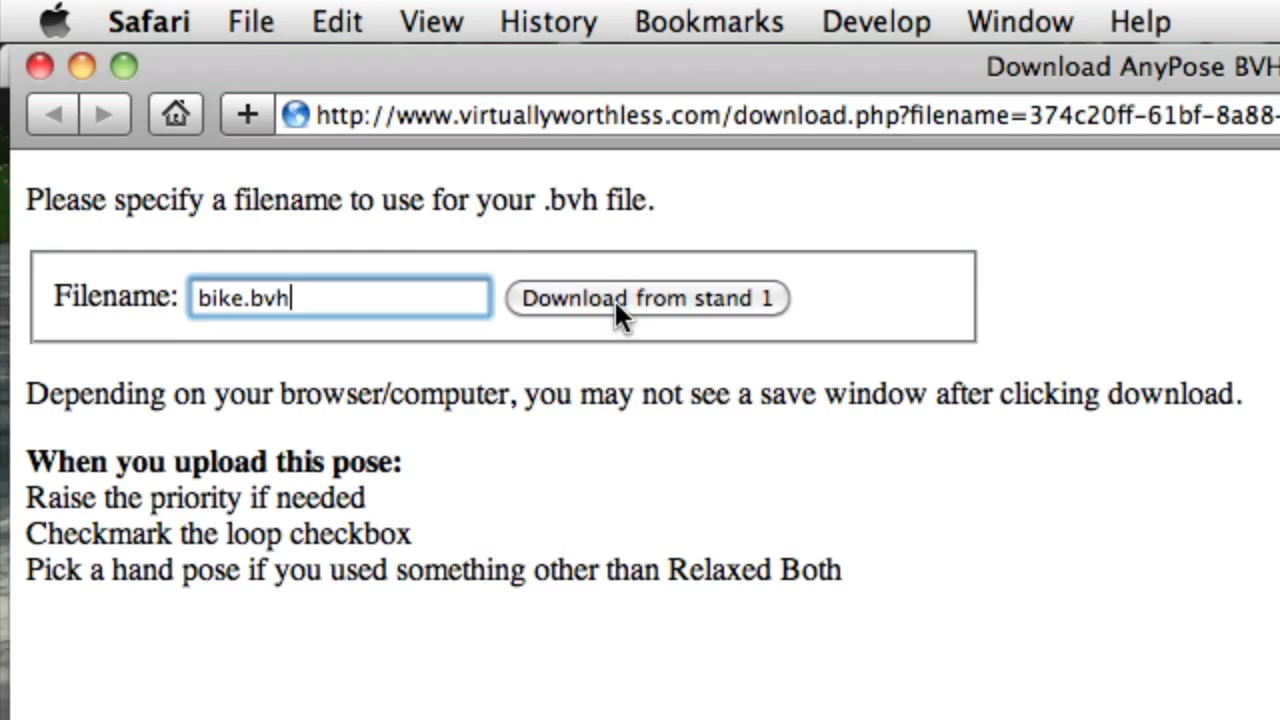 Safari File Edit View History Bookmarks Develop Window Help
Download AnyPose BVH
http://www.virtuallyworthless.com/download.php?filename=374c20ff-61bf-8a88-
Please specify a filename to use for your .bvh file.
Filename: bike.bvh Download from stand 1
Depending on your browser/computer, you may not see a save window after clicking download.
When you upload this pose:
Raise the priority if needed
Checkmark the loop checkbox
Pick a hand pose if you used something other than Relaxed Both